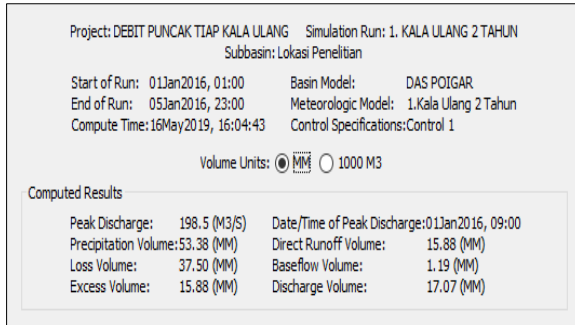 Project: DEBIT PUNCAK TIAP KALA ULANG Simulation Run: 1. KALA ULANG 2 TAHUN
Subbasin: Lokasi Penelitian
Start of Run: 01Jan2016, 01:00 Basin Model: DAS POIGAR
End of Run: 05Jan2016, 23:00 Meteorologic Model: 1.Kala Ulang 2 Tahun
Compute Time:16May2019, 16:04:43 Control Specifications:Control 1
Volume Units: MM 1000 M3
Computed Results
Peak Discharge: 198.5 (M3/S) Date/Time of Peak Discharge:01Jan2016, 09:00
Precipitation Volume:53.38 (MM) Direct Runoff Volume: 15.88 (MM)
Loss Volume: 37.50 (MM) Baseflow Volume: 1.19 (MM)
Excess Volume: 15.88 (MM) Discharge Volume: 17.07 (MM)